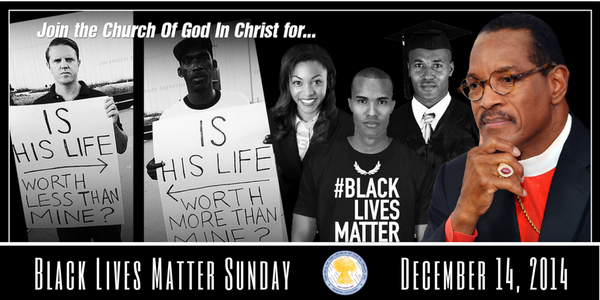 Join the Church Of God In Christ for...
IS
HIS LIFE
WORTH
LESS THAN
MINE?
IS
HIS LIFE
WORTH
MORE THAN
MINE?
#BLACK
LIVES
MATTER
BLACK LIVES MATTER SUNDAY
DECEMBER 14, 2014